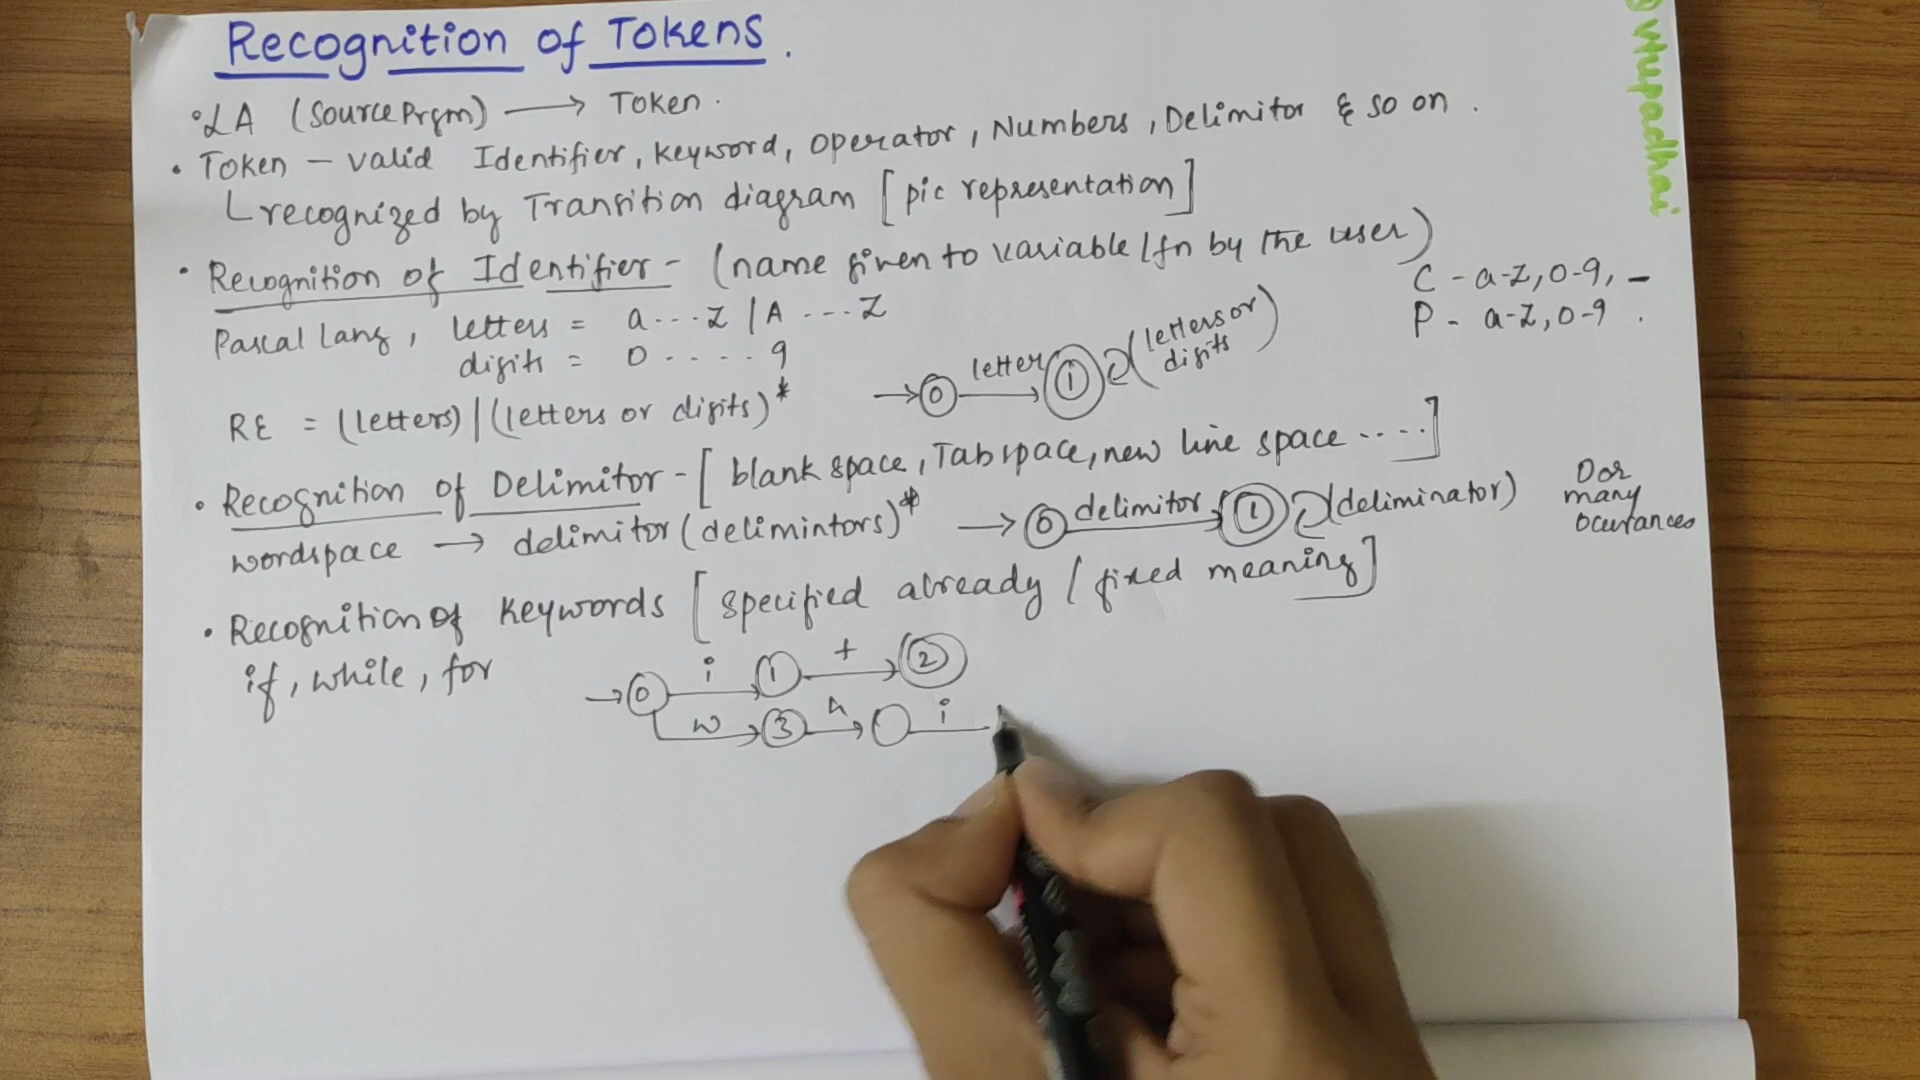 Recognition of Tokens.
LA (Source Prgm) → Token.
Token - valid Identifier, Keyword, operator, Numbers, Delimitor & so on.
recognized by Transition diagram [pic representation]
Recognition of Identifier - (name given to variable/fn by the user)
C - a-z, 0-9, _
P - a-z, 0-9.
Pascal Lang, letters = a...z | A ---Z
digits = 0.....9
RE = (letters)|(letters or digits)*
→ 0 letter 1 (letters or digits)
Recognition of Delimitor - [blank space, Tab space, new line space ....]
wordspace → delimitor (delimintors)*
→ 0 delimitor 1 (deliminator)
0 or many ocurances
Recognition of Keywords [specified already / fixed meaning]
if, while, for
→ 0 i 1 + 2
w 3 h i
@vtupadhai